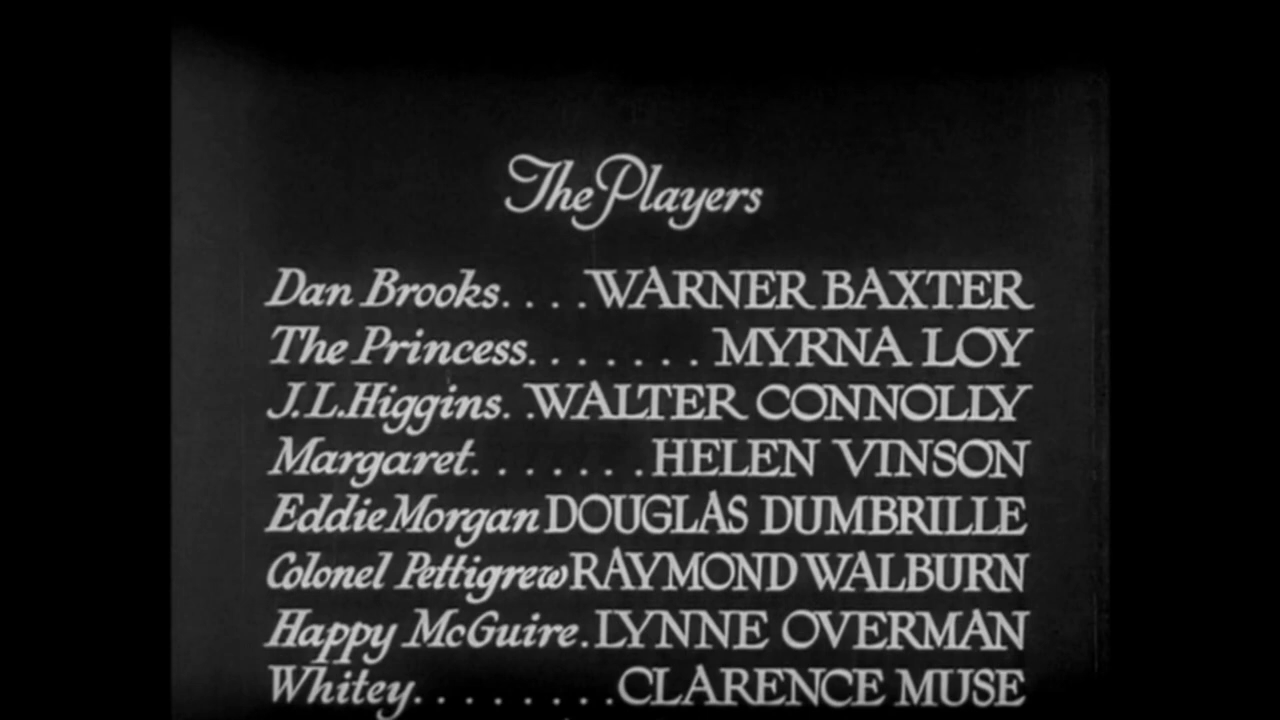 The Players
Dan Brooks. . . . WARNER BAXTER
The Princess. . . . . . . MYRNA LOY
J.L.Higgins. . WALTER CONNOLLY
Margaret. . . . . . . HELEN VINSON
Eddie Morgan DOUGLAS DUMBRILLE
Colonel Pettigrew RAYMOND WALBURN
Happy McGuire. LYNNE OVERMAN
Whitey. . . . . . . . . CLARENCE MUSE